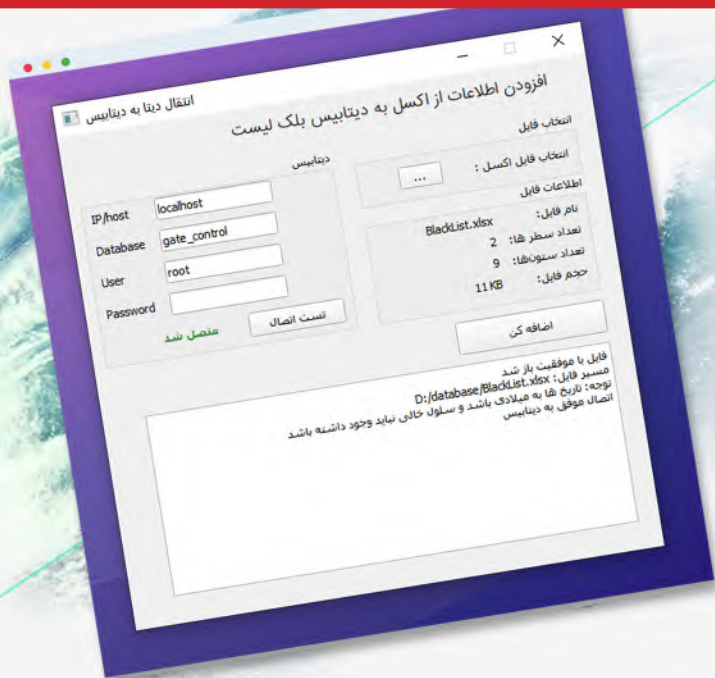 انتقال دیتا به دیتابیس
افزودن اطلاعات از اکسل به دیتابیس بلک لیست
انتخاب فایل
انتخاب فایل اکسل :
...
اطلاعات فایل
نام فایل: BlackList.xlsx
تعداد سطر ها: 2
تعداد ستون‌ها: 9
حجم فایل: 11 KB
دیتابیس
IP/host localhost
Database gate_control
User root
Password
تست اتصال
متصل شد
اضافه کن
فایل با موفقیت باز شد
مسیر فایل: D:/database/BlackList.xlsx
توجه: تاریخ ها به میلادی باشد و سلول خالی نباید وجود داشته باشد
اتصال موفق به دیتابیس